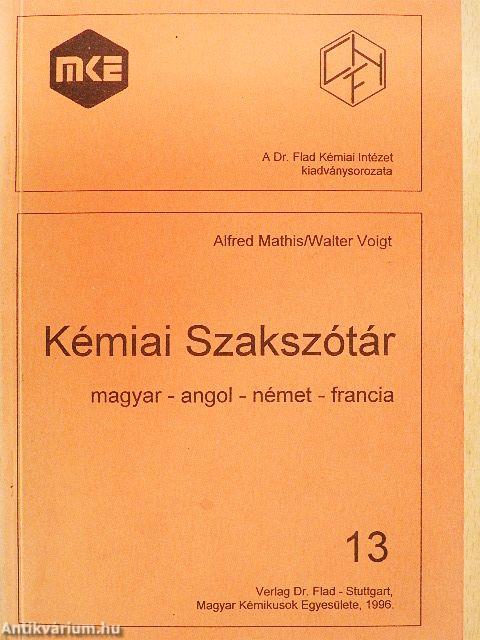 MKE
A Dr. Flad Kémiai Intézet
kiadványsorozata
Alfred Mathis/Walter Voigt
Kémiai Szakszótár
magyar - angol - német - francia
13
Verlag Dr. Flad - Stuttgart,
Magyar Kémikusok Egyesülete, 1996.
Antikvárium.hu